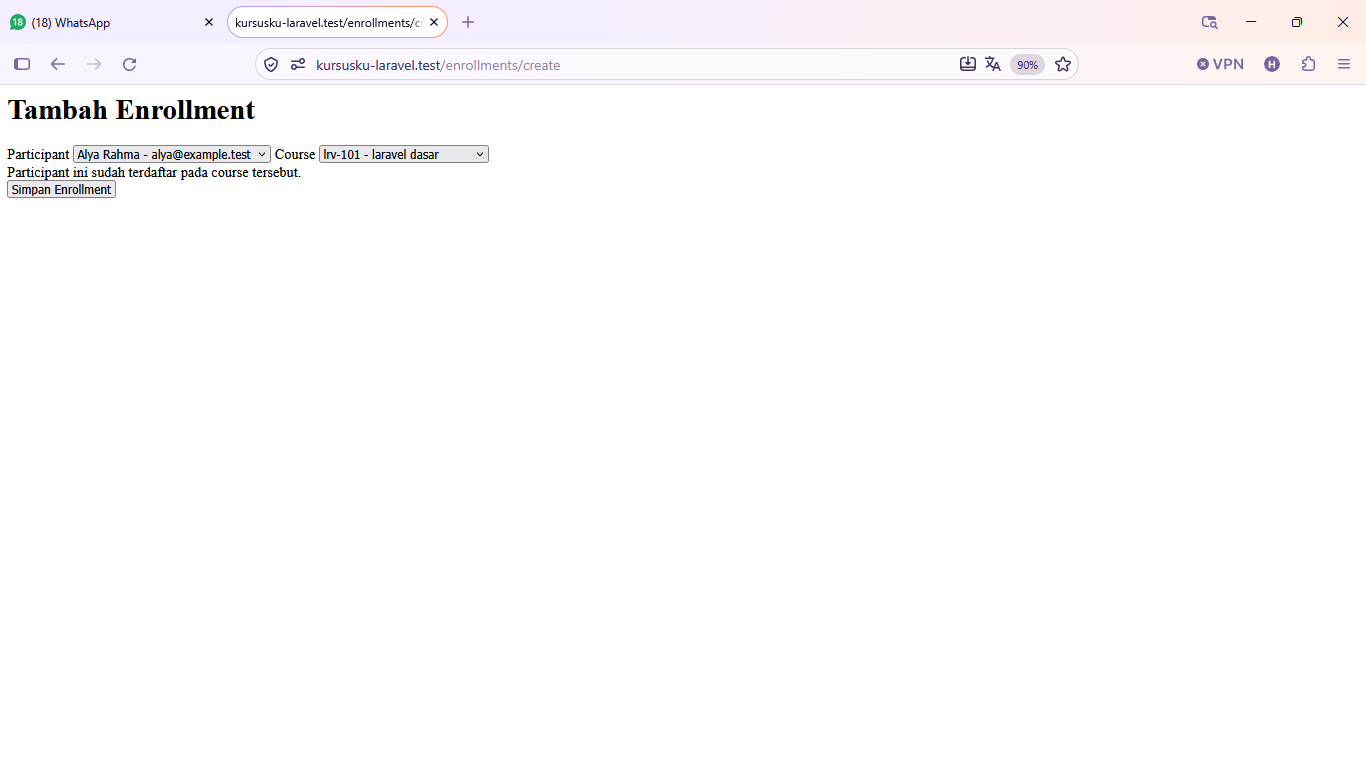 18 (18) WhatsApp
kursusku-laravel.test/enrollments/c
kursusku-laravel.test/enrollments/create
90%
VPN
H
Tambah Enrollment
Participant Alya Rahma - alya@example.test Course lrv-101 - laravel dasar
Participant ini sudah terdaftar pada course tersebut.
Simpan Enrollment